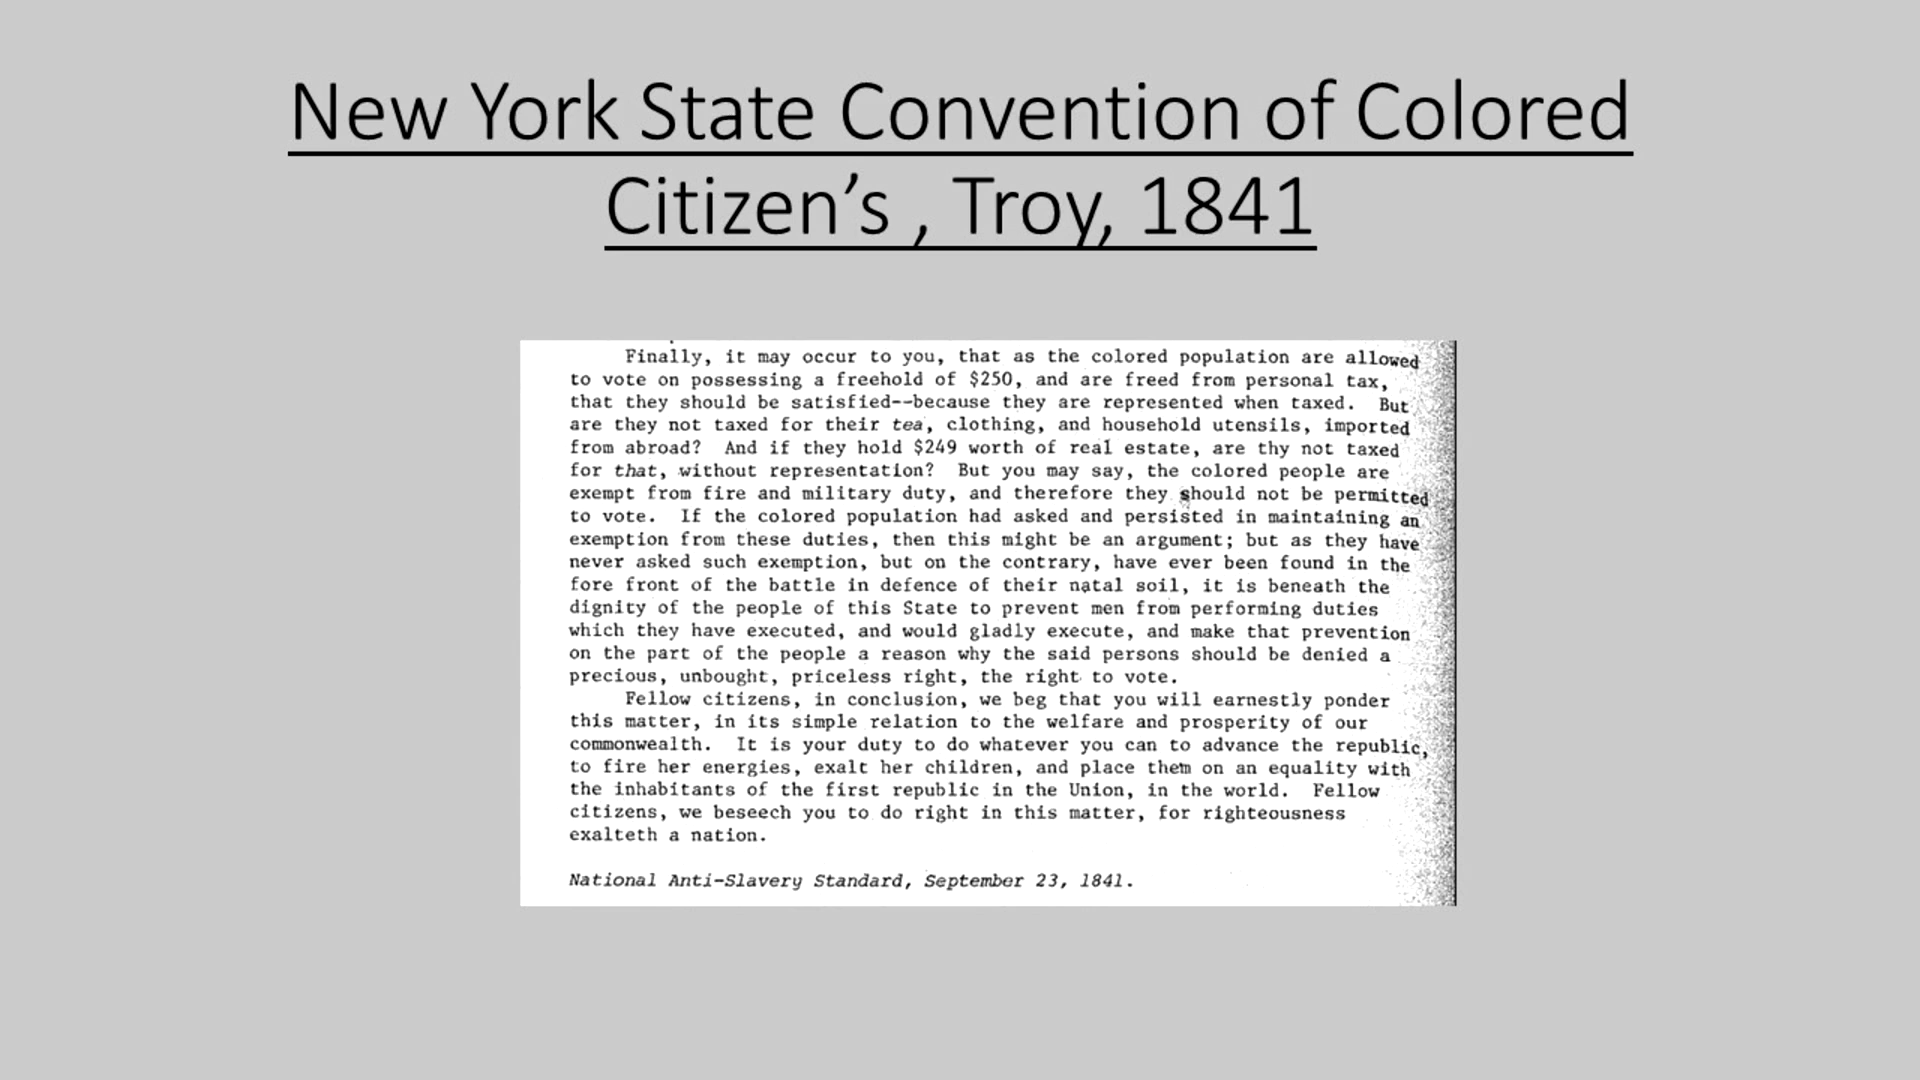 New York State Convention of Colored
Citizen’s , Troy, 1841
Finally, it may occur to you, that as the colored population are allowed
to vote on possessing a freehold of $250, and are freed from personal tax,
that they should be satisfied--because they are represented when taxed. But
are they not taxed for their tea, clothing, and household utensils, imported
from abroad? And if they hold $249 worth of real estate, are thy not taxed
for that, without representation? But you may say, the colored people are
exempt from fire and military duty, and therefore they should not be permitted
to vote. If the colored population had asked and persisted in maintaining an
exemption from these duties, then this might be an argument; but as they have
never asked such exemption, but on the contrary, have ever been found in the
fore front of the battle in defence of their natal soil, it is beneath the
dignity of the people of this State to prevent men from performing duties
which they have executed, and would gladly execute, and make that prevention
on the part of the people a reason why the said persons should be denied a
precious, unbought, priceless right, the right to vote.
Fellow citizens, in conclusion, we beg that you will earnestly ponder
this matter, in its simple relation to the welfare and prosperity of our
commonwealth. It is your duty to do whatever you can to advance the republic,
to fire her energies, exalt her children, and place them on an equality with
the inhabitants of the first republic in the Union, in the world. Fellow
citizens, we beseech you to do right in this matter, for righteousness
exalteth a nation.
National Anti-Slavery Standard, September 23, 1841.